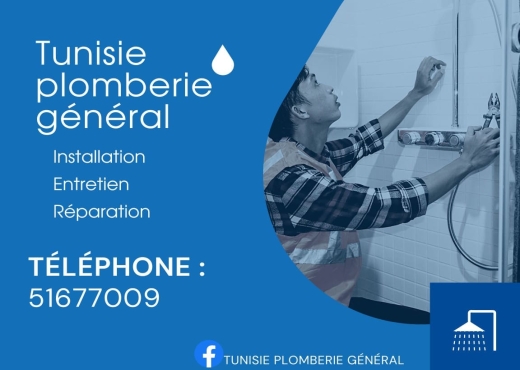 Tunisie
plomberie
général
Installation
Entretien
Réparation
TÉLÉPHONE :
51677009
TUNISIE PLOMBERIE GÉNÉRAL